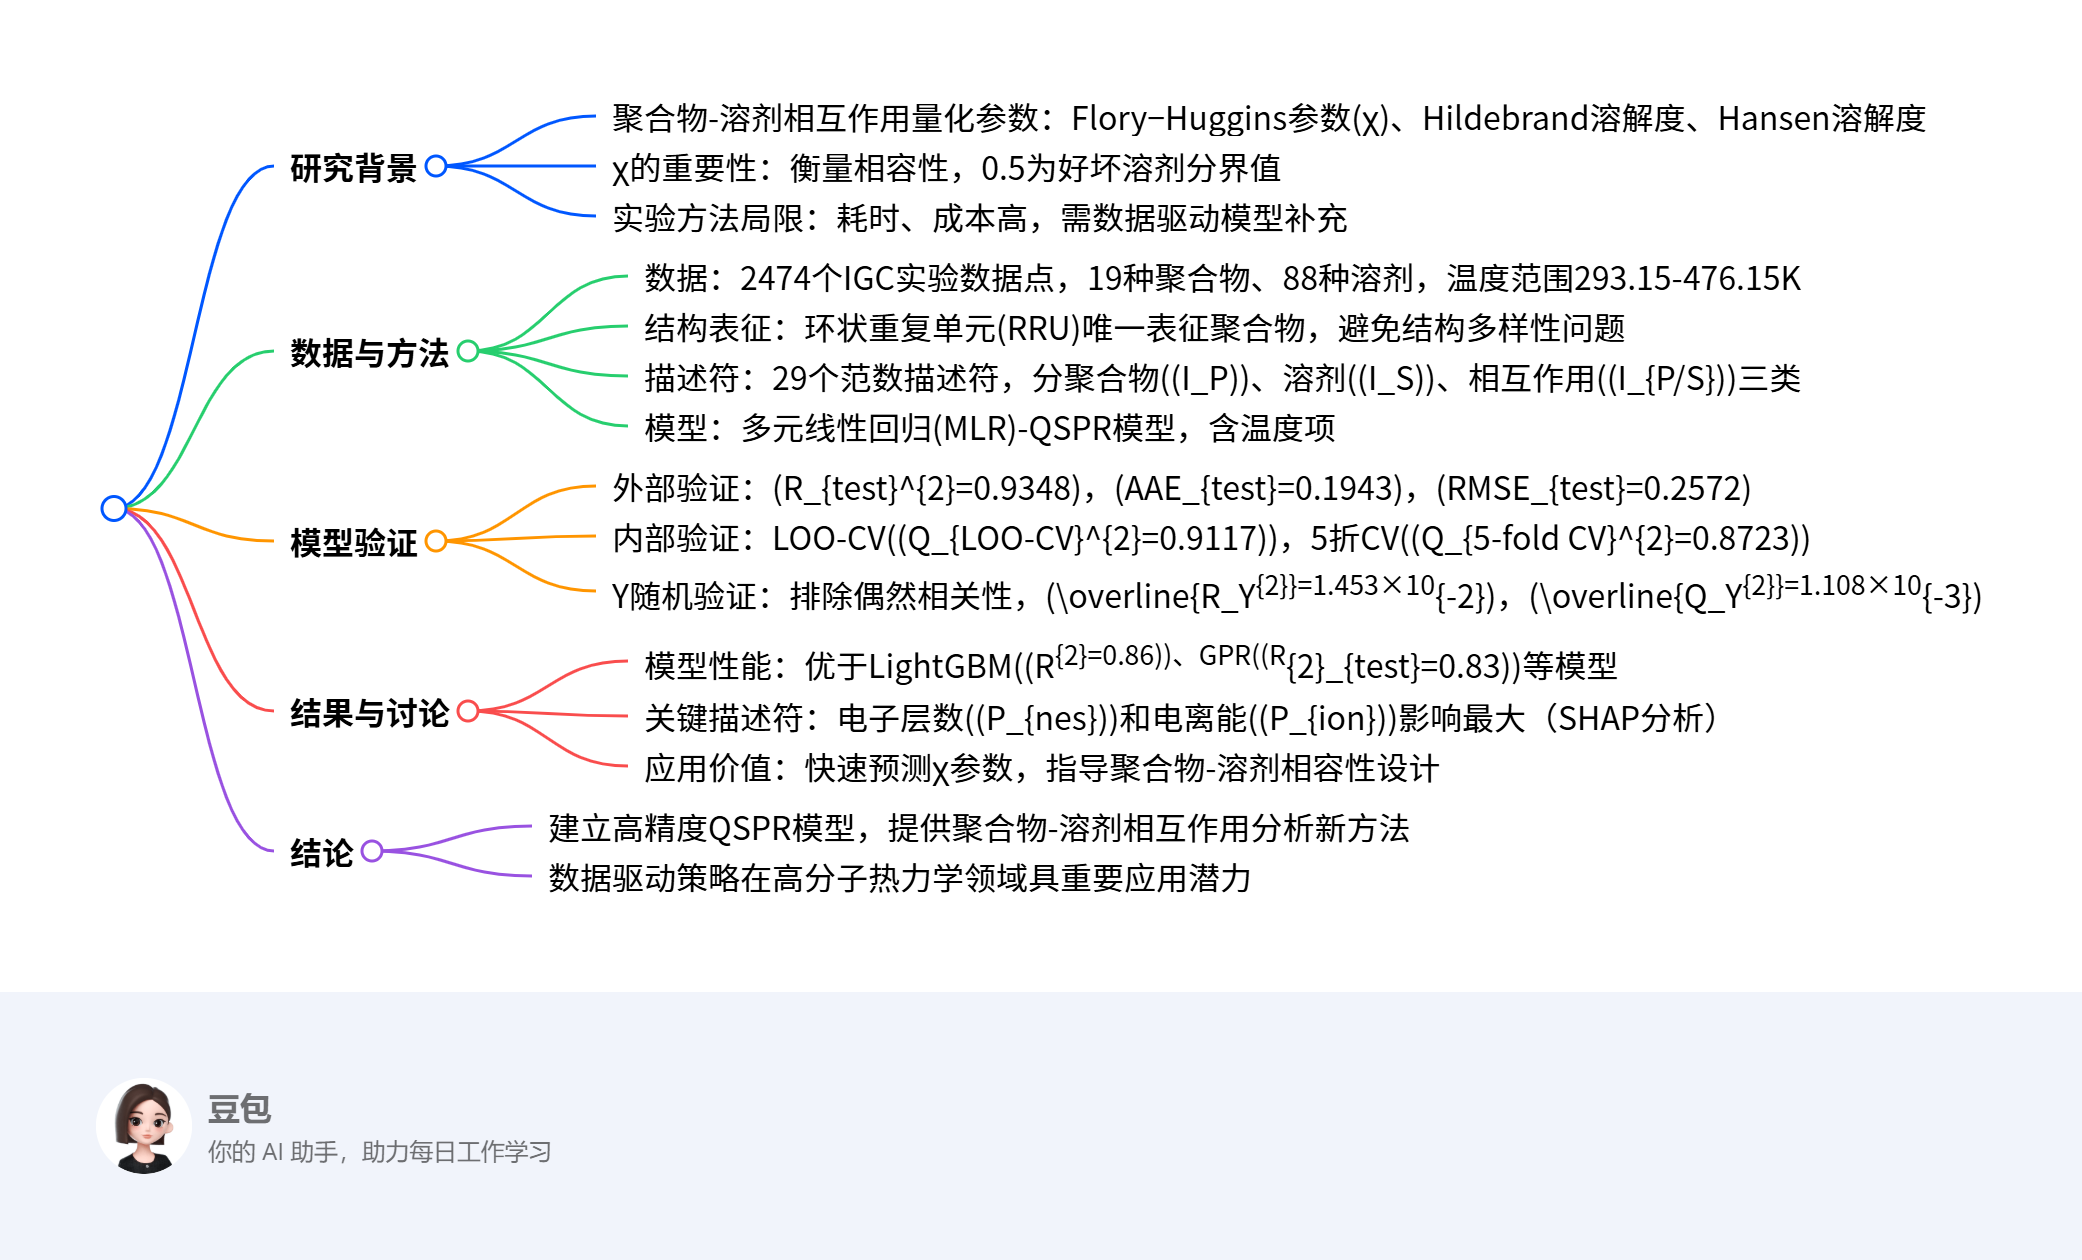 研究背景
聚合物-溶剂相互作用量化参数：Flory−Huggins参数(χ)、Hildebrand溶解度、Hansen溶解度
χ的重要性：衡量相容性，0.5为好坏溶剂分界值
实验方法局限：耗时、成本高，需数据驱动模型补充
数据与方法
数据：2474个IGC实验数据点，19种聚合物、88种溶剂，温度范围293.15-476.15K
结构表征：环状重复单元(RRU)唯一表征聚合物，避免结构多样性问题
描述符：29个范数描述符，分聚合物((I_P))、溶剂((I_S))、相互作用((I_{P/S}))三类
模型：多元线性回归(MLR)-QSPR模型，含温度项
模型验证
外部验证：(R_{test}^{2}=0.9348)，(AAE_{test}=0.1943)，(RMSE_{test}=0.2572)
内部验证：LOO-CV((Q_{LOO-CV}^{2}=0.9117))，5折CV((Q_{5-fold CV}^{2}=0.8723))
Y随机验证：排除偶然相关性，(\overline{R_Y{2}}=1.453×10{-2})，(\overline{Q_Y{2}}=1.108×10{-3})
结果与讨论
模型性能：优于LightGBM((R{2}=0.86))、GPR((R{2}_{test}=0.83))等模型
关键描述符：电子层数((P_{nes}))和电离能((P_{ion}))影响最大（SHAP分析）
应用价值：快速预测χ参数，指导聚合物-溶剂相容性设计
结论
建立高精度QSPR模型，提供聚合物-溶剂相互作用分析新方法
数据驱动策略在高分子热力学领域具重要应用潜力
豆包
你的 AI 助手，助力每日工作学习